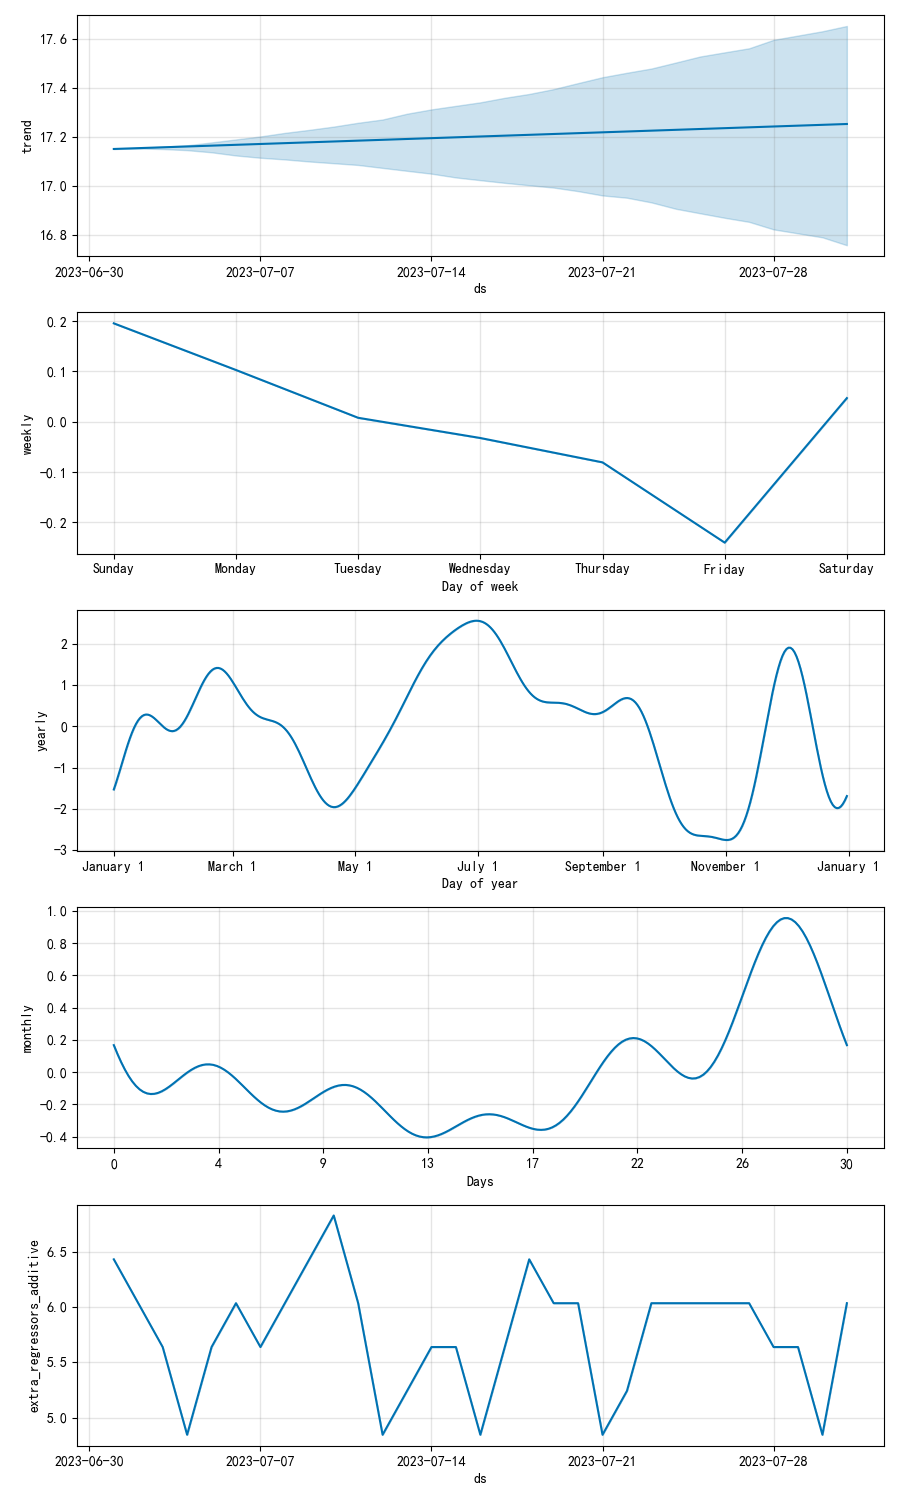 17.6
17.4
17.2
17.0
16.8
trend
2023-06-30 2023-07-07 2023-07-14 2023-07-21 2023-07-28
ds
0.2
0.1
0.0
−0.1
−0.2
weekly
Sunday Monday Tuesday Wednesday Thursday Friday Saturday
Day of week
2
1
0
−1
−2
−3
yearly
January 1 March 1 May 1 July 1 September 1 November 1 January 1
Day of year
1.0
0.8
0.6
0.4
0.2
0.0
−0.2
−0.4
monthly
0 4 9 13 17 22 26 30
Days
6.5
6.0
5.5
5.0
extra_regressors_additive
2023-06-30 2023-07-07 2023-07-14 2023-07-21 2023-07-28
ds